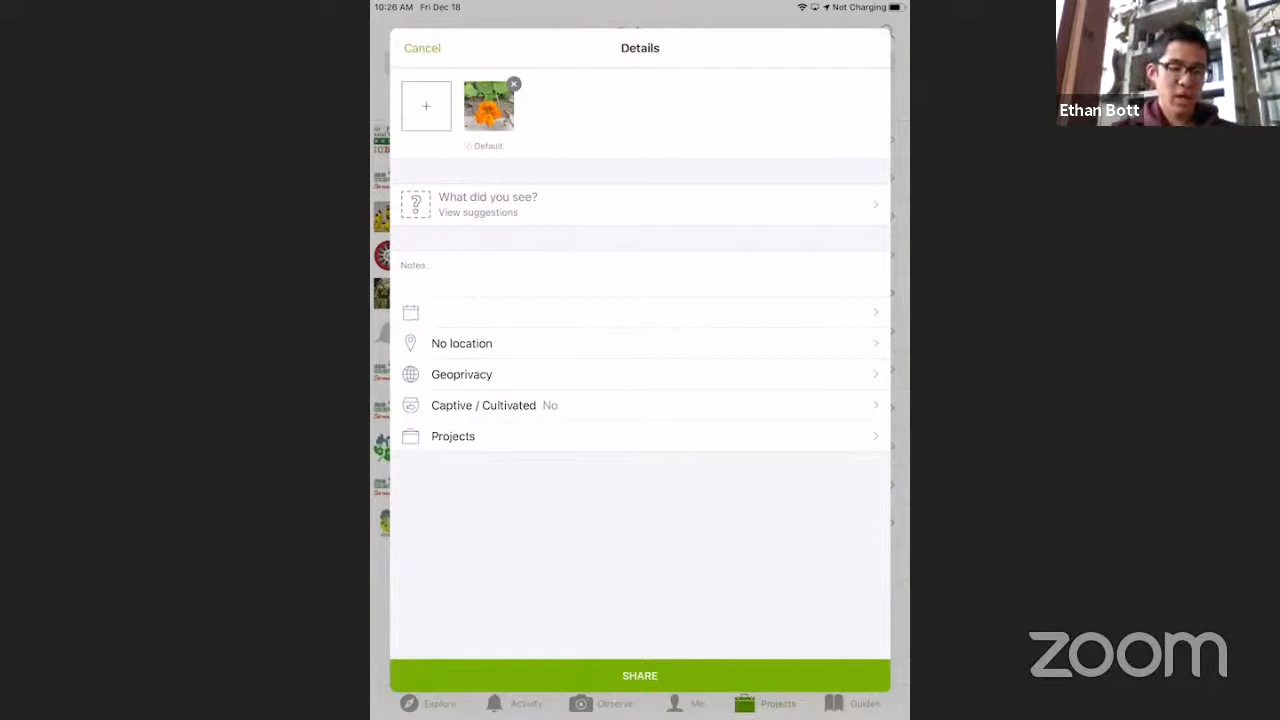 10:26 AM Fri Dec 18
Not Charging
Cancel
Details
+
Default
What did you see?
View suggestions
Notes...
No location
Geoprivacy
Captive / Cultivated No
Projects
SHARE
Explore
Activity
Observe
Me
Projects
Guides
Ethan Bott
zoom